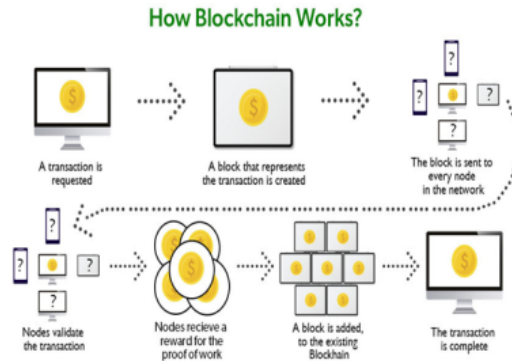 How Blockchain Works?
A transaction is
requested
A block that represents
the transaction is created
The block is sent to
every node
in the network
Nodes validate
the transaction
Nodes recieve a
reward for the
proof of work
A block is added,
to the existing
Blockhain
The transaction
is complete